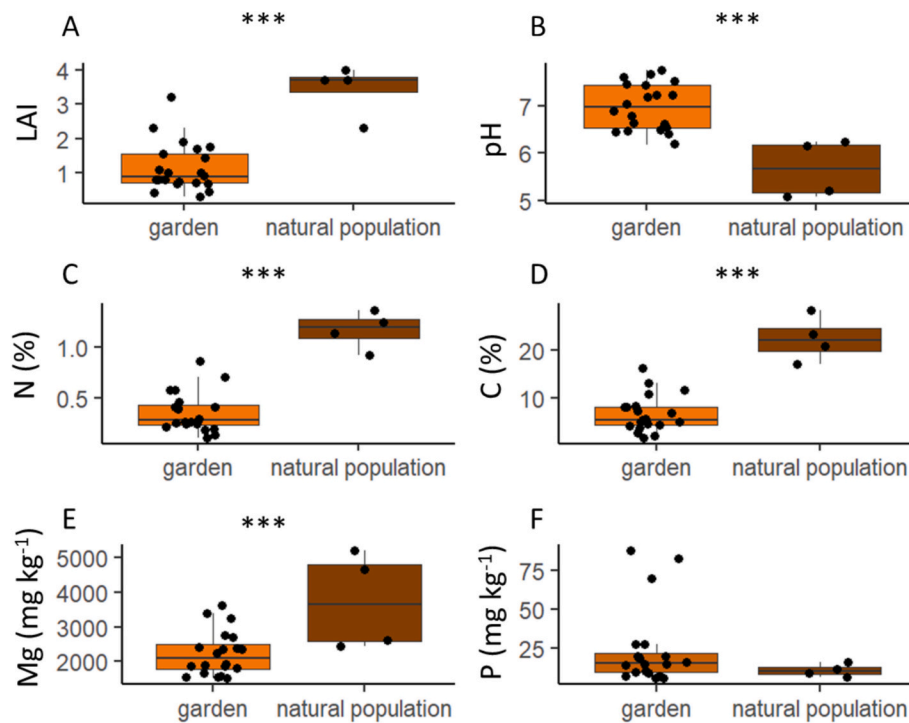 A ***
LAI
4
3
2
1
garden natural population
B ***
pH
7
6
5
garden natural population
C ***
N (%)
1.0
0.5
garden natural population
D ***
C (%)
20
10
garden natural population
E ***
Mg (mg kg⁻¹)
5000
4000
3000
2000
garden natural population
F
P (mg kg⁻¹)
75
50
25
garden natural population